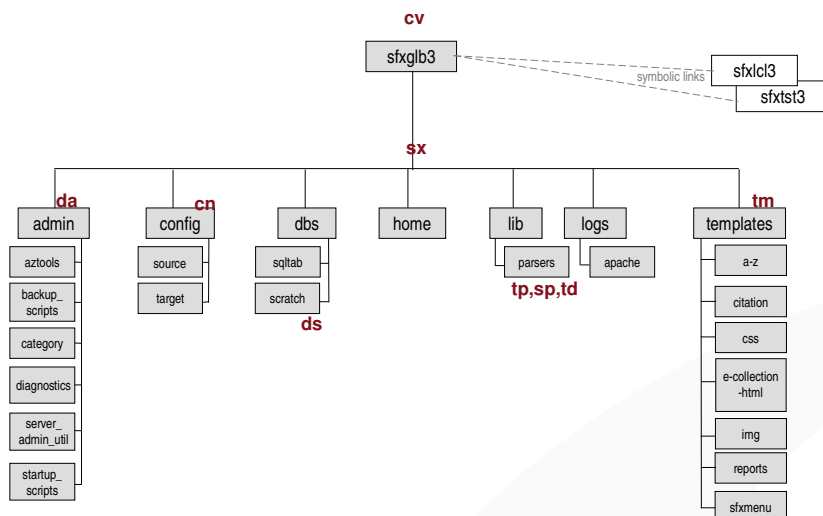 cv
sfxglb3
symbolic links
sfxlcl3
sfxtst3
sx
da
cn
tm
admin
config
dbs
home
lib
logs
templates
aztools
backup_
scripts
category
diagnostics
server_
admin_util
startup_
scripts
source
target
sqltab
scratch
ds
parsers
tp,sp,td
apache
a-z
citation
css
e-collection
-html
img
reports
sfxmenu